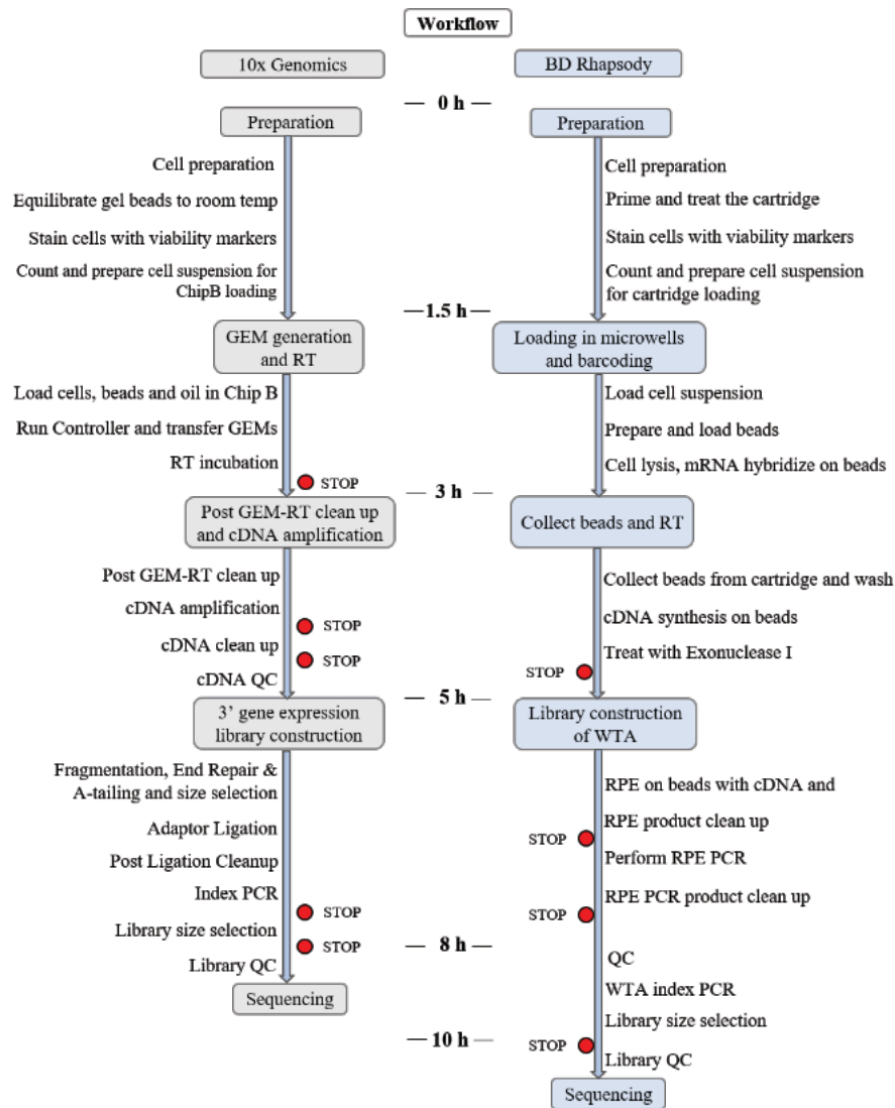 Workflow
10x Genomics
BD Rhapsody
0 h
Preparation
Preparation
Cell preparation
Equilibrate gel beads to room temp
Stain cells with viability markers
Count and prepare cell suspension for
ChipB loading
Cell preparation
Prime and treat the cartridge
Stain cells with viability markers
Count and prepare cell suspension
for cartridge loading
1.5 h
GEM generation
and RT
Loading in microwells
and barcoding
Load cells, beads and oil in Chip B
Run Controller and transfer GEMs
RT incubation
STOP
Load cell suspension
Prepare and load beads
Cell lysis, mRNA hybridize on beads
3 h
Post GEM-RT clean up
and cDNA amplification
Collect beads and RT
Post GEM-RT clean up
cDNA amplification
STOP
cDNA clean up
STOP
cDNA QC
Collect beads from cartridge and wash
cDNA synthesis on beads
Treat with Exonuclease I
STOP
5 h
3’ gene expression
library construction
Library construction
of WTA
Fragmentation, End Repair &
A-tailing and size selection
Adaptor Ligation
Post Ligation Cleanup
Index PCR
STOP
Library size selection
STOP
Library QC
Sequencing
RPE on beads with cDNA and
RPE product clean up
STOP
Perform RPE PCR
RPE PCR product clean up
STOP
8 h
QC
WTA index PCR
Library size selection
10 h
STOP
Library QC
Sequencing